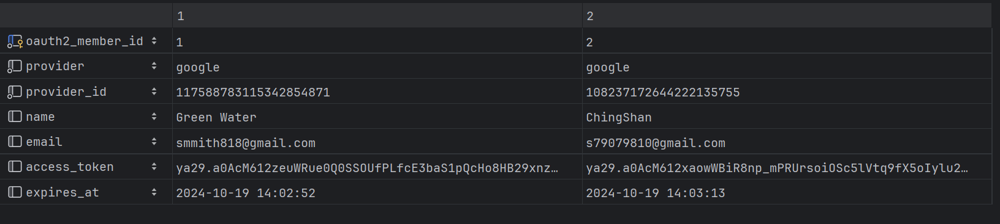 1 2
oauth2_member_id 1 2
provider google google
provider_id 117588783115342854871 108237172644222135755
name Green Water ChingShan
email smmith818@gmail.com s79079810@gmail.com
access_token ya29.a0AcM612zeuWRue0Q0SSOUfPLfcE3baS1pQcHo8HB29xnz… ya29.a0AcM612xaowWBiR8np_mPRUrsoiOSc5lVtq9fX5oIylu2…
expires_at 2024-10-19 14:02:52 2024-10-19 14:03:13